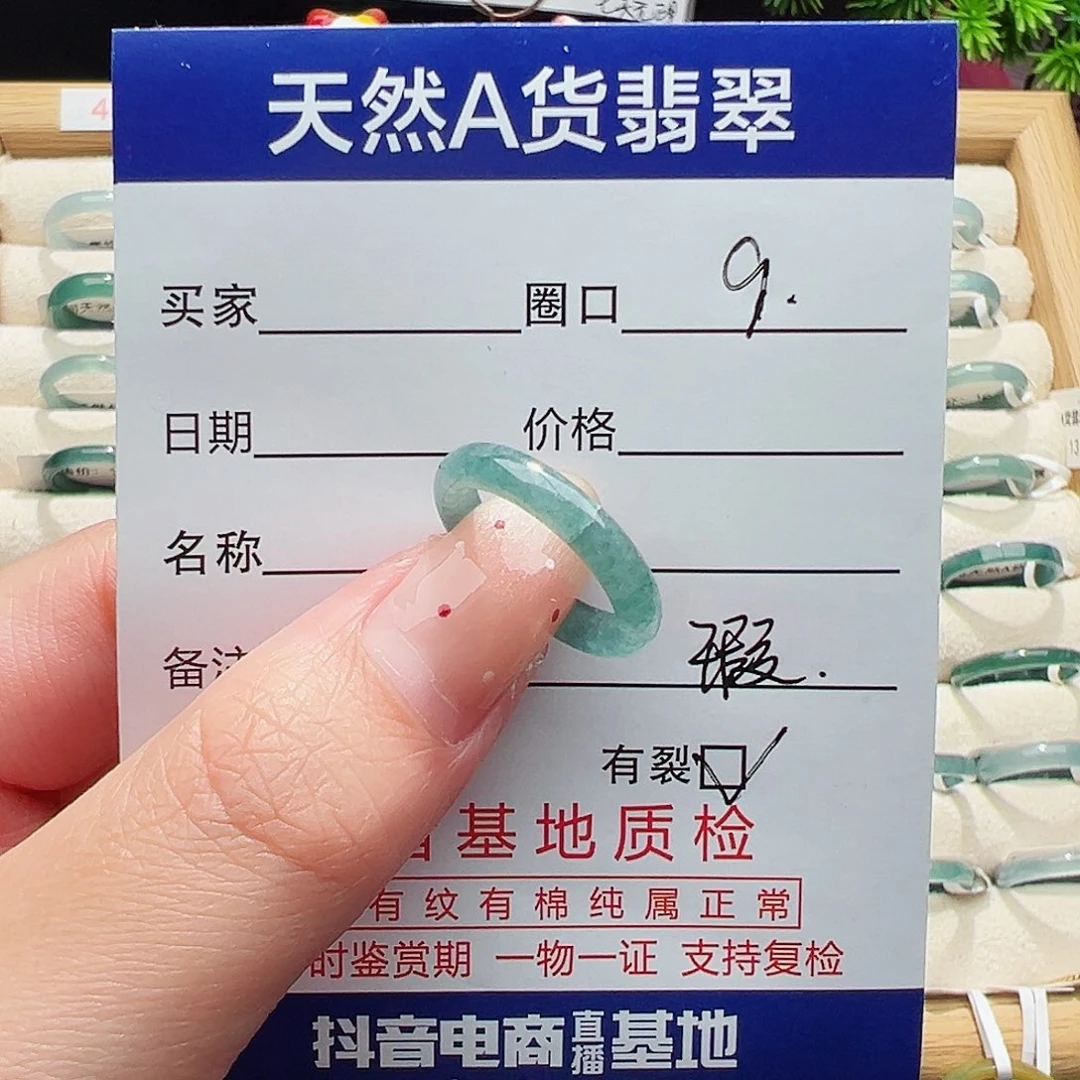 天然A货翡翠
买家 圈口 9.
日期 价格
名称
备注 瑕.
有裂 ✓
基地质检
有纹有棉纯属正常
时鉴赏期 一物一证 支持复检
抖音电商直播基地